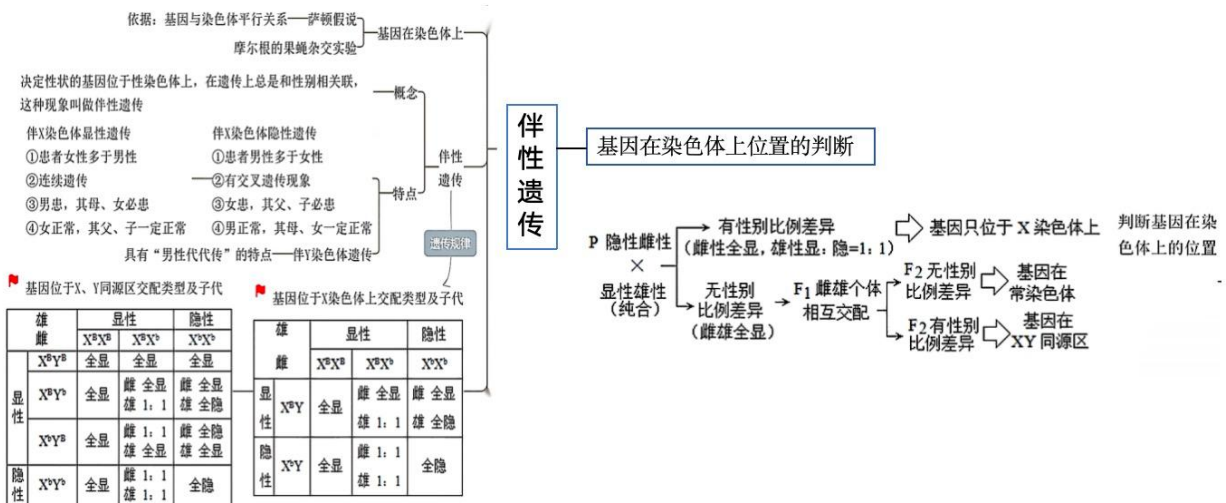 依据：基因与染色体平行关系 萨顿假说
基因在染色体上
摩尔根的果蝇杂交实验
决定性状的基因位于性染色体上，在遗传上总是和性别相关联，
这种现象叫做伴性遗传
概念
伴X染色体显性遗传 伴X染色体隐性遗传
①患者女性多于男性 ①患者男性多于女性
②连续遗传 ②有交叉遗传现象
③男患，其母、女必患 ③女患，其父、子必患
④女正常，其父、子一定正常 ④男正常，其母、女一定正常
特点
具有“男性代代传”的特点 伴Y染色体遗传
伴性
遗传
遗传规律
基因位于X、Y同源区交配类型及子代
雄 显性 隐性
雌 XᴮXᴮ XᴮXᵇ XᵇXᵇ
显性
XᴮYᴮ 全显 全显 全显
XᴮYᵇ 全显 雌 全显 雄 1：1 雌 全显 雄 全隐
XᵇYᴮ 全显 雌 1：1 雄 全显 雌 全隐 雄 全显
隐性
XᵇYᵇ 全显 雌 1：1 雄 1：1 全隐
基因位于X染色体上交配类型及子代
雄 显性 隐性
雌 XᴮXᴮ XᴮXᵇ XᵇXᵇ
显性
XᴮY 全显 雌 全显 雄 1：1 雌 全显 雄 全隐
隐性
XᵇY 全显 雌 1：1 雄 1：1 全隐
伴性遗传
基因在染色体上位置的判断
P 隐性雌性
×
显性雄性
（纯合）
有性别比例差异
（雌性全显，雄性显：隐=1：1）
基因只位于 X 染色体上
无性别
比例差异
（雌雄全显）
F₁ 雌雄个体
相互交配
F₂ 无性别
比例差异
基因在
常染色体
F₂ 有性别
比例差异
基因在
XY 同源区
判断基因在染
色体上的位置